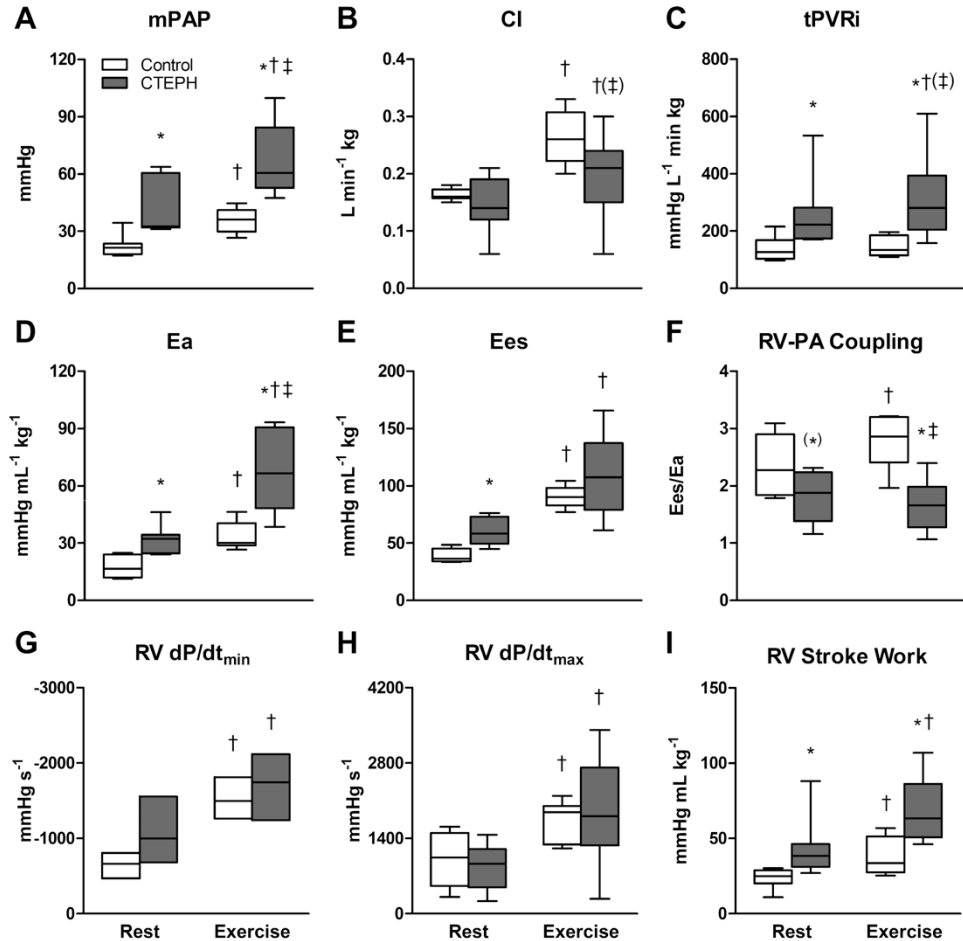 A mPAP
B CI
C tPVRi
120
90
60
30
0
mmHg
Control
CTEPH
*
†
*†‡
0.4
0.3
0.2
0.1
0.0
L min⁻¹ kg
†
†(‡)
800
600
400
200
0
mmHg L⁻¹ min kg
*
*†(‡)
D Ea
E Ees
F RV-PA Coupling
120
90
60
30
0
mmHg mL⁻¹ kg⁻¹
*
†
*†‡
200
150
100
50
0
mmHg mL⁻¹ kg⁻¹
*
†
†
4
3
2
1
0
Ees/Ea
(*)
†
*‡
G RV dP/dtmin
H RV dP/dtmax
I RV Stroke Work
-3000
-2000
-1000
0
mmHg s⁻¹
†
†
Rest Exercise
4200
2800
1400
0
mmHg s⁻¹
†
†
Rest Exercise
150
100
50
0
mmHg mL kg⁻¹
*
†
*†
Rest Exercise